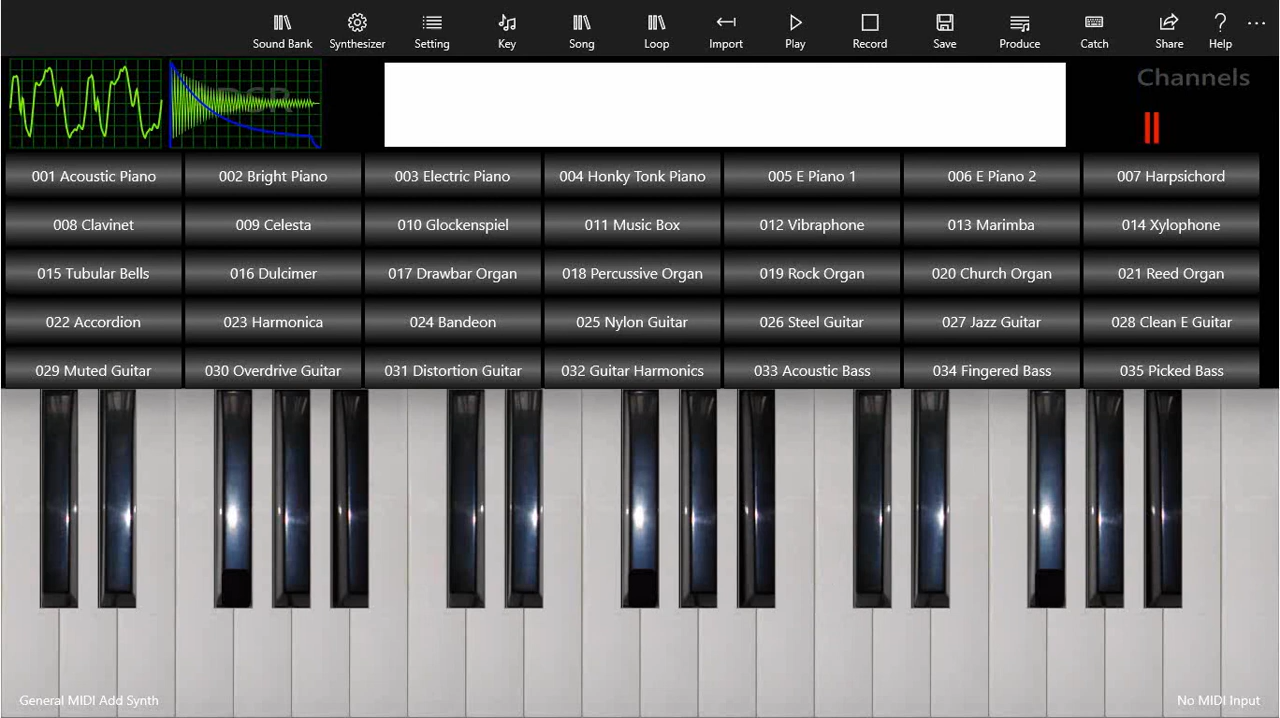 Sound Bank Synthesizer Setting Key Song Loop Import Play Record Save Produce Catch Share Help
Channels
001 Acoustic Piano 002 Bright Piano 003 Electric Piano 004 Honky Tonk Piano 005 E Piano 1 006 E Piano 2 007 Harpsichord
008 Clavinet 009 Celesta 010 Glockenspiel 011 Music Box 012 Vibraphone 013 Marimba 014 Xylophone
015 Tubular Bells 016 Dulcimer 017 Drawbar Organ 018 Percussive Organ 019 Rock Organ 020 Church Organ 021 Reed Organ
022 Accordion 023 Harmonica 024 Bandeon 025 Nylon Guitar 026 Steel Guitar 027 Jazz Guitar 028 Clean E Guitar
029 Muted Guitar 030 Overdrive Guitar 031 Distortion Guitar 032 Guitar Harmonics 033 Acoustic Bass 034 Fingered Bass 035 Picked Bass
General MIDI Add Synth No MIDI Input